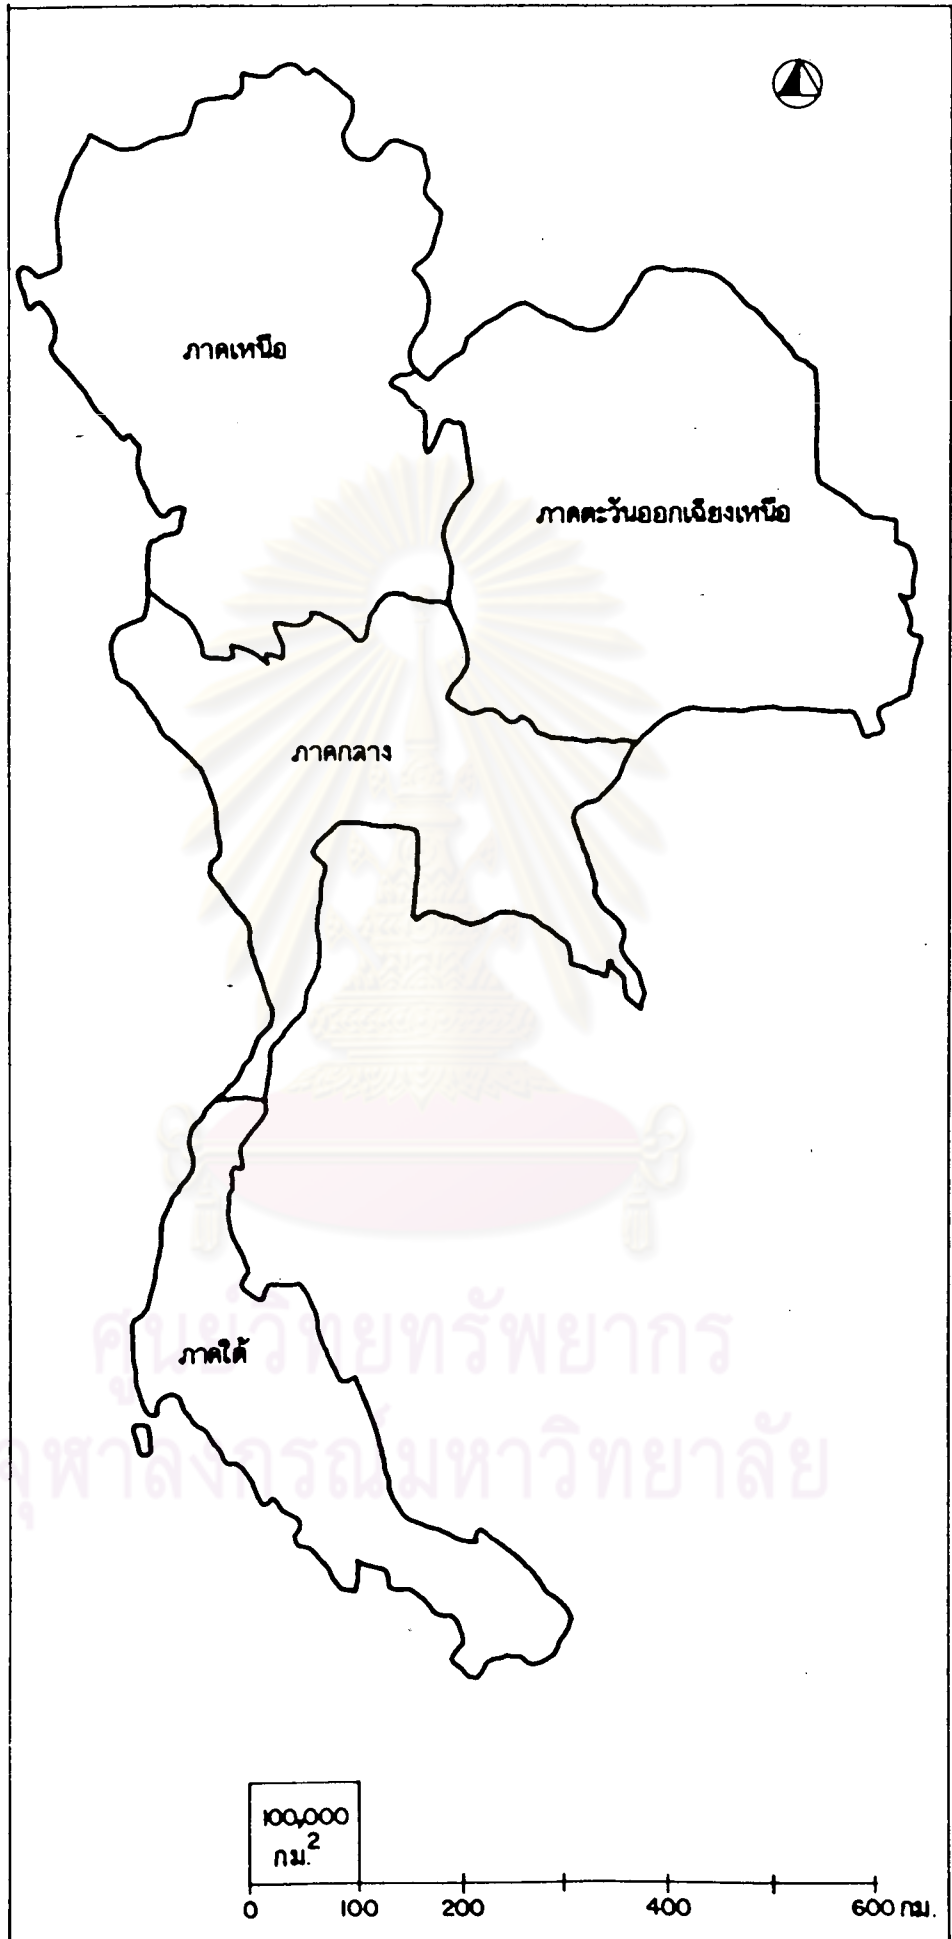 ภาคเหนือ
ภาคตะวันออกเฉียงเหนือ
ภาคกลาง
ศูนย์วิทยทรัพยากร
ภาคใต้
จุฬาลงกรณ์มหาวิทยาลัย
100,000
กม.²
0 100 200 400 600 กม.